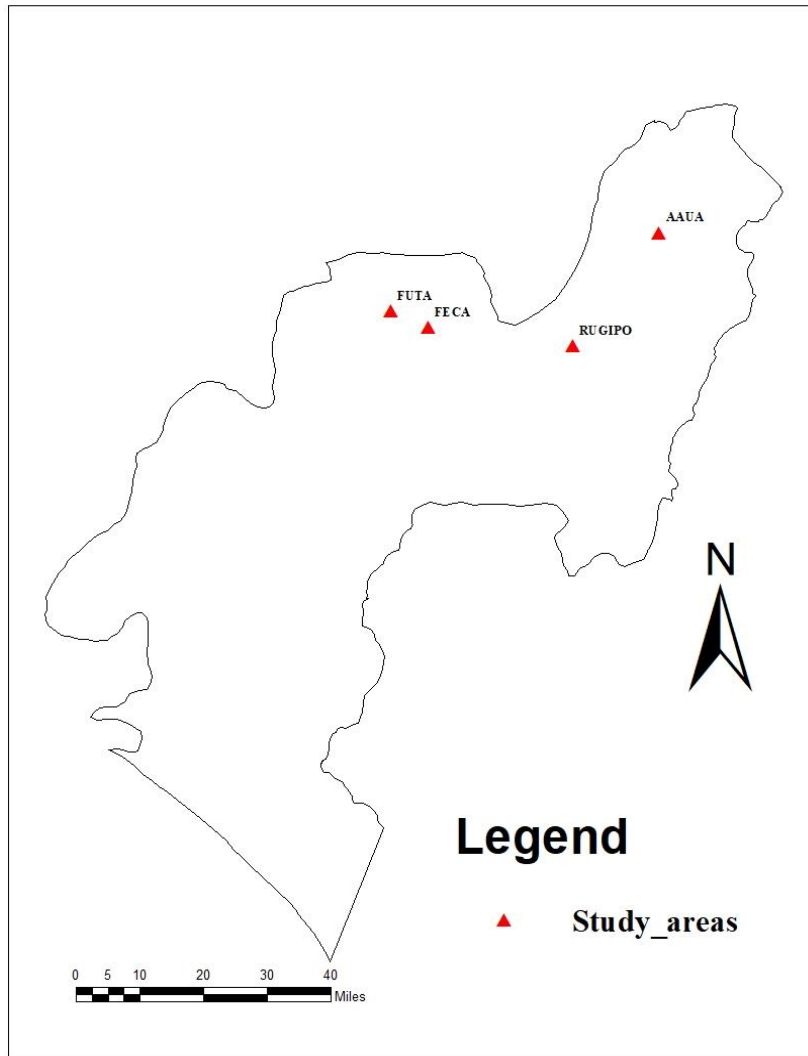 AAUA
FUTA
FECA
RUGIPO
N
Legend
Study_areas
0 5 10 20 30 40
Miles